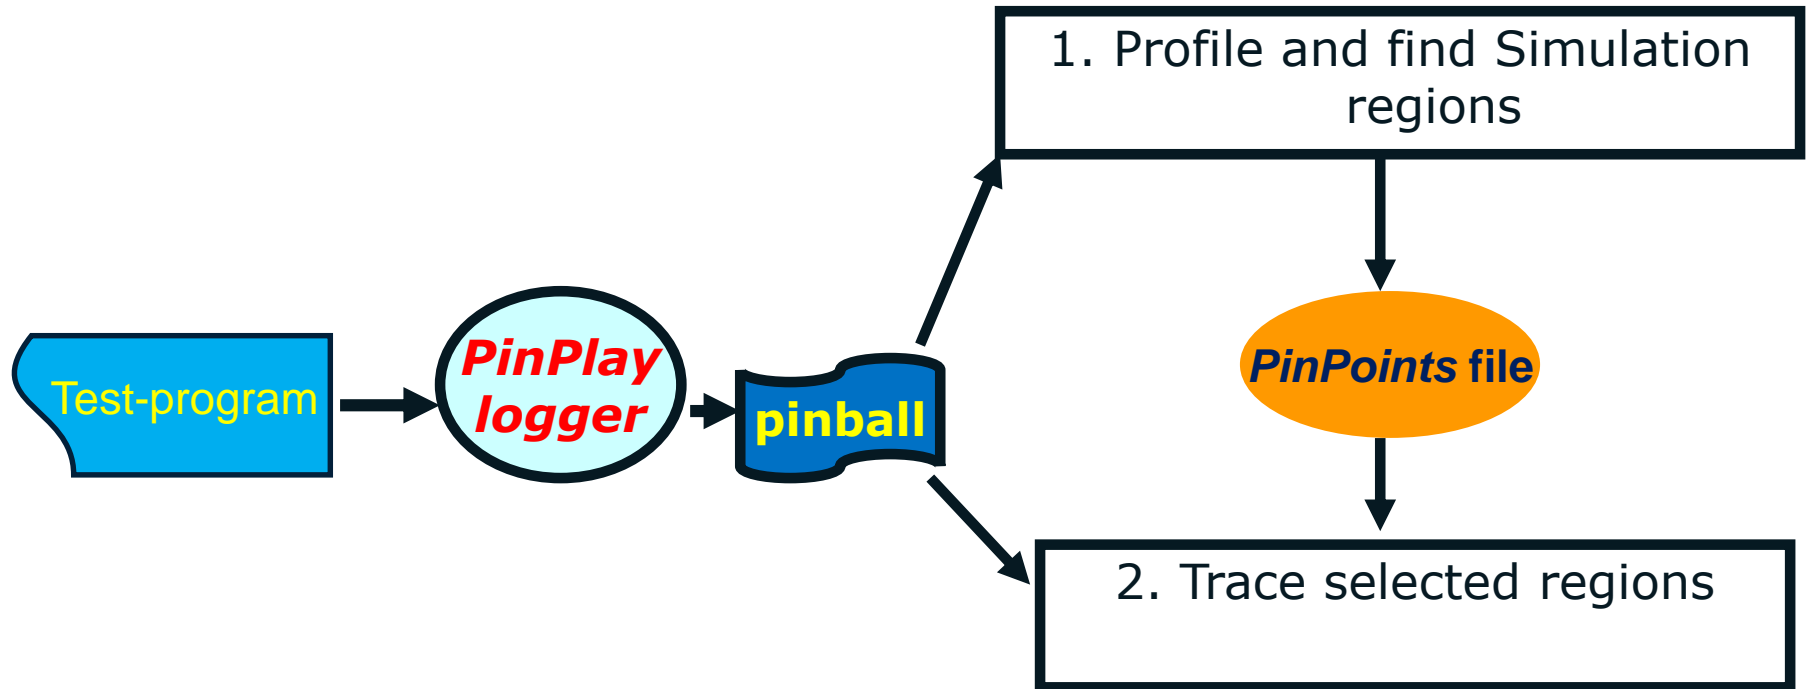 1. Profile and find Simulation
regions
Test-program
PinPlay
logger
pinball
PinPoints file
2. Trace selected regions